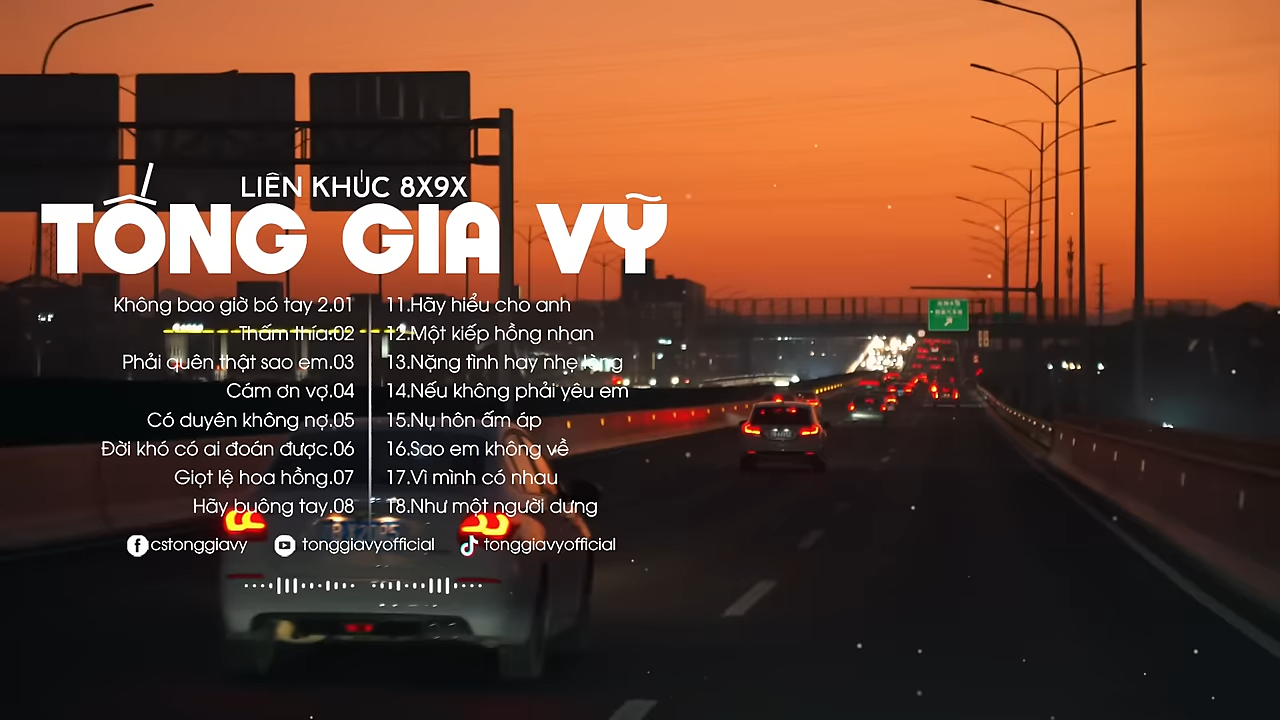 LIÊN KHÚC 8X9X
TỐNG GIA VỸ
Không bao giờ bó tay 2.01
Thấm thía.02
Phải quên thật sao em.03
Cám ơn vợ.04
Có duyên không nợ.05
Đời khó có ai đoán được.06
Giọt lệ hoa hồng.07
Hãy buông tay.08
11.Hãy hiểu cho anh
12.Một kiếp hồng nhan
13.Nặng tình hay nhẹ lòng
14.Nếu không phải yêu em
15.Nụ hôn ấm áp
16.Sao em không về
17.Vì mình có nhau
18.Như một người dưng
cstonggiavy
tonggiavyofficial
tonggiavyofficial